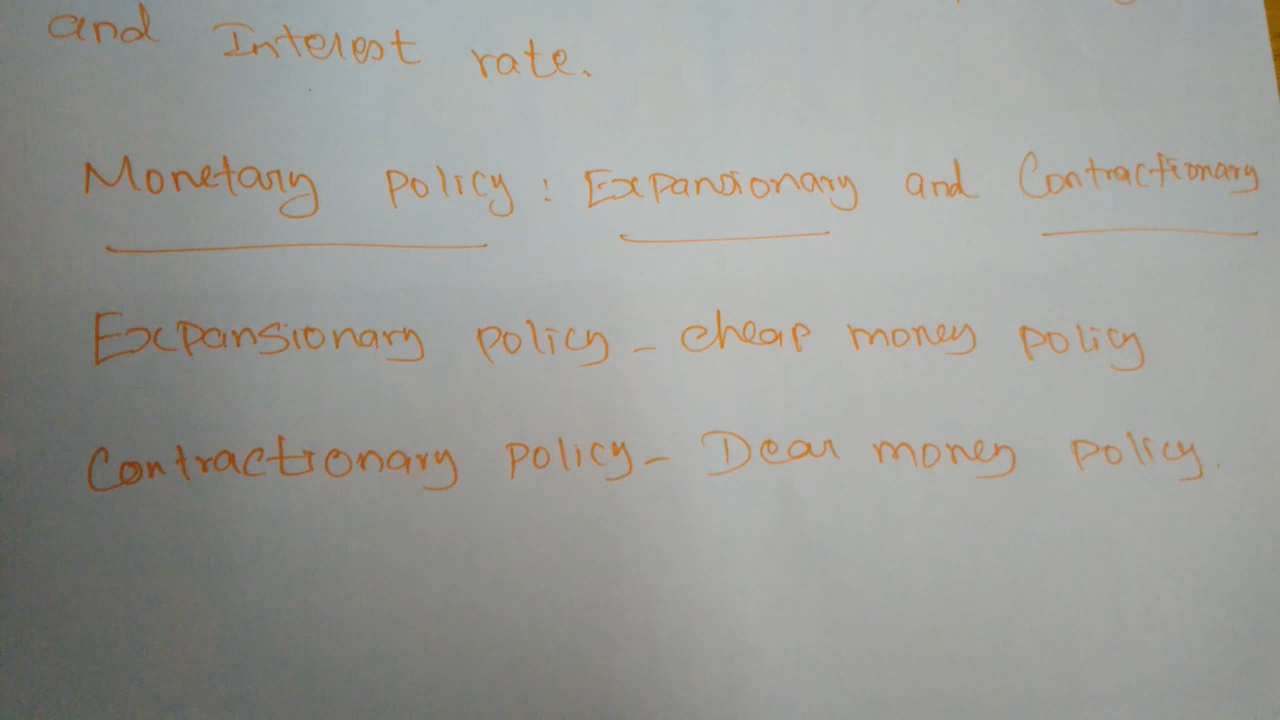 and Interest rate.
Monetary policy : Expansionary and Contractionary
Expansionary policy - cheap money policy
Contractionary policy - Dear money policy.